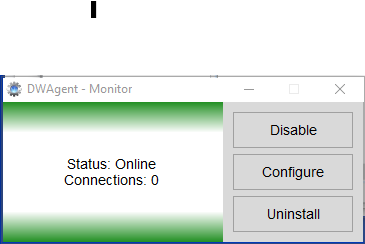 DWAgent - Monitor
Status: Online
Connections: 0
Disable
Configure
Uninstall